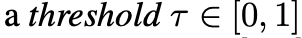 a threshold τ ∈ [0, 1]